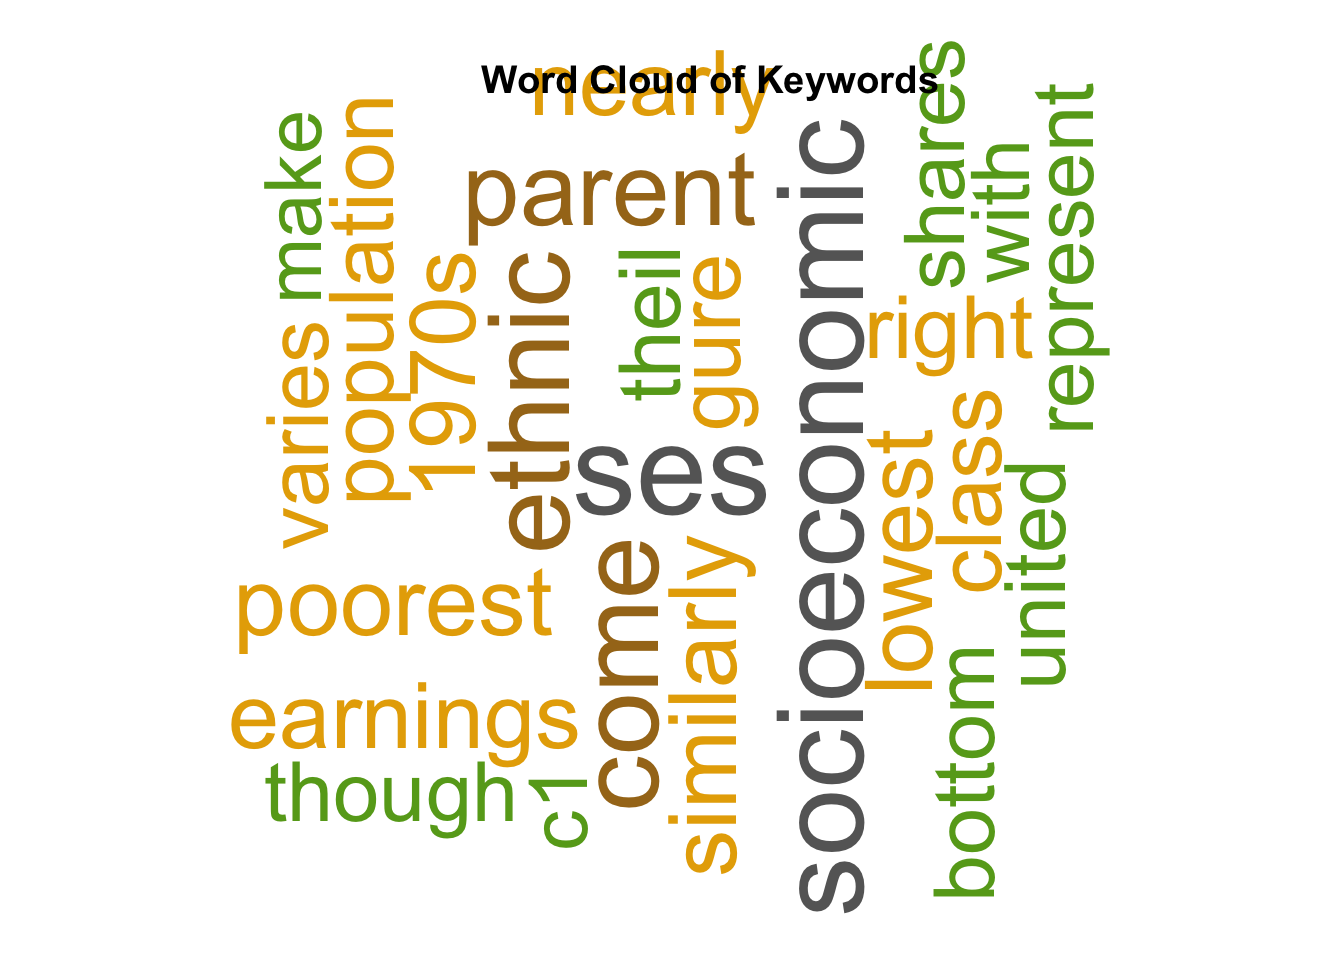 Word Cloud of Keywords
nearly
parent
socioeconomic
shares
with
represent
make
population
varies
1970s
ethnic
theil
gure
right
ses
lowest
class
united
poorest
come
similarly
earnings
though
c1
bottom